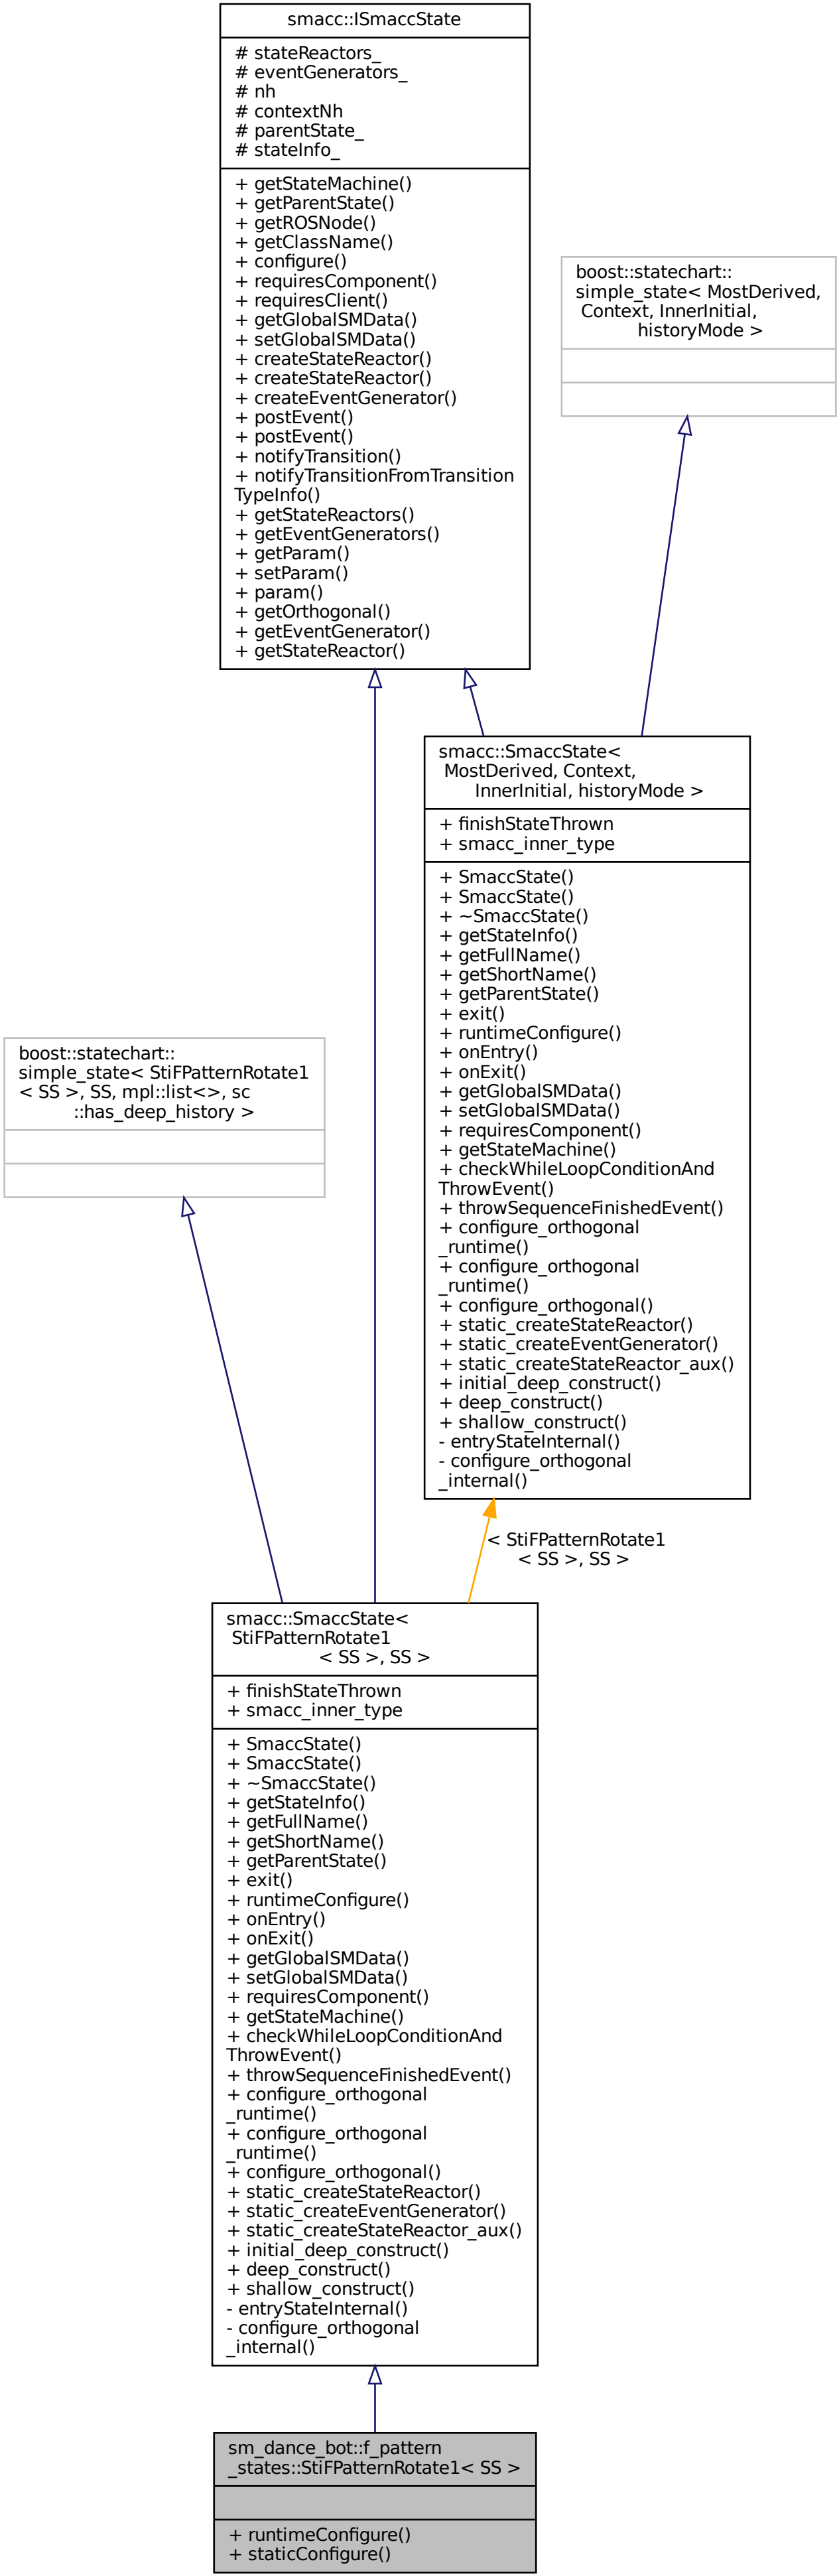 smacc::ISmaccState
# stateReactors_
# eventGenerators_
# nh
# contextNh
# parentState_
# stateInfo_
+ getStateMachine()
+ getParentState()
+ getROSNode()
+ getClassName()
+ configure()
+ requiresComponent()
+ requiresClient()
+ getGlobalSMData()
+ setGlobalSMData()
+ createStateReactor()
+ createStateReactor()
+ createEventGenerator()
+ postEvent()
+ postEvent()
+ notifyTransition()
+ notifyTransitionFromTransition
TypeInfo()
+ getStateReactors()
+ getEventGenerators()
+ getParam()
+ setParam()
+ param()
+ getOrthogonal()
+ getEventGenerator()
+ getStateReactor()
boost::statechart::
simple_state< MostDerived,
Context, InnerInitial,
historyMode >
smacc::SmaccState<
MostDerived, Context,
InnerInitial, historyMode >
+ finishStateThrown
+ smacc_inner_type
+ SmaccState()
+ SmaccState()
+ ~SmaccState()
+ getStateInfo()
+ getFullName()
+ getShortName()
+ getParentState()
+ exit()
+ runtimeConfigure()
+ onEntry()
+ onExit()
+ getGlobalSMData()
+ setGlobalSMData()
+ requiresComponent()
+ getStateMachine()
+ checkWhileLoopConditionAnd
ThrowEvent()
+ throwSequenceFinishedEvent()
+ configure_orthogonal
_runtime()
+ configure_orthogonal
_runtime()
+ configure_orthogonal()
+ static_createStateReactor()
+ static_createEventGenerator()
+ static_createStateReactor_aux()
+ initial_deep_construct()
+ deep_construct()
+ shallow_construct()
- entryStateInternal()
- configure_orthogonal
_internal()
boost::statechart::
simple_state< StiFPatternRotate1
< SS >, SS, mpl::list<>, sc
::has_deep_history >
< StiFPatternRotate1
< SS >, SS >
smacc::SmaccState<
StiFPatternRotate1
< SS >, SS >
+ finishStateThrown
+ smacc_inner_type
+ SmaccState()
+ SmaccState()
+ ~SmaccState()
+ getStateInfo()
+ getFullName()
+ getShortName()
+ getParentState()
+ exit()
+ runtimeConfigure()
+ onEntry()
+ onExit()
+ getGlobalSMData()
+ setGlobalSMData()
+ requiresComponent()
+ getStateMachine()
+ checkWhileLoopConditionAnd
ThrowEvent()
+ throwSequenceFinishedEvent()
+ configure_orthogonal
_runtime()
+ configure_orthogonal
_runtime()
+ configure_orthogonal()
+ static_createStateReactor()
+ static_createEventGenerator()
+ static_createStateReactor_aux()
+ initial_deep_construct()
+ deep_construct()
+ shallow_construct()
- entryStateInternal()
- configure_orthogonal
_internal()
sm_dance_bot::f_pattern
_states::StiFPatternRotate1< SS >
+ runtimeConfigure()
+ staticConfigure()